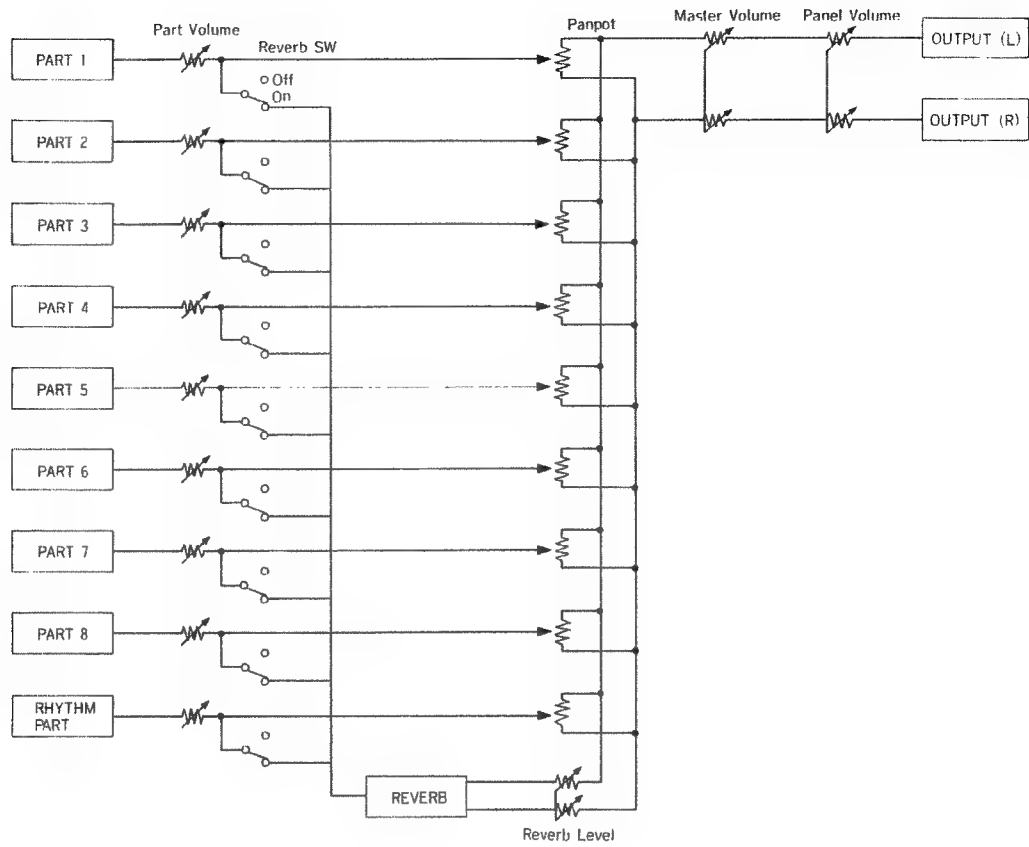 Part Volume
Reverb SW
Panpot
Master Volume
Panel Volume
PART 1
Off
On
OUTPUT (L)
OUTPUT (R)
PART 2
PART 3
PART 4
PART 5
PART 6
PART 7
PART 8
RHYTHM
PART
REVERB
Reverb Level